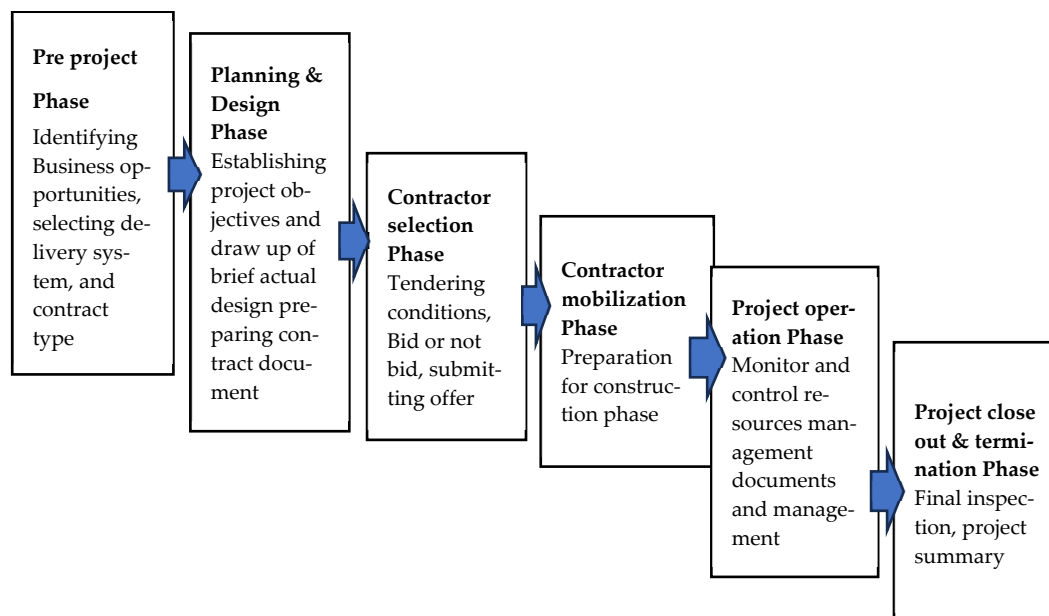 Pre project
Phase
Identifying
Business op-
portunities,
selecting de-
livery sys-
tem, and
contract
type
Planning &
Design
Phase
Establishing
project ob-
jectives and
draw up of
brief actual
design pre-
paring con-
tract docu-
ment
Contractor
selection
Phase
Tendering
conditions,
Bid or not
bid, submit-
ting offer
Contractor
mobilization
Phase
Preparation
for construc-
tion phase
Project oper-
ation Phase
Monitor and
control re-
sources man-
agement
documents
and manage-
ment
Project close
out & termi-
nation Phase
Final inspec-
tion, project
summary